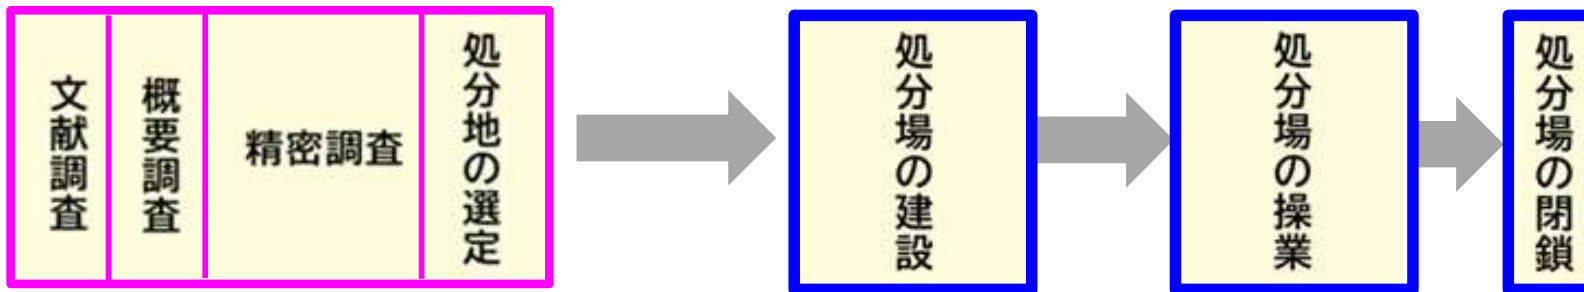 文献調査
概要調査
精密調査
処分地の選定
処分場の建設
処分場の操業
処分場の閉鎖